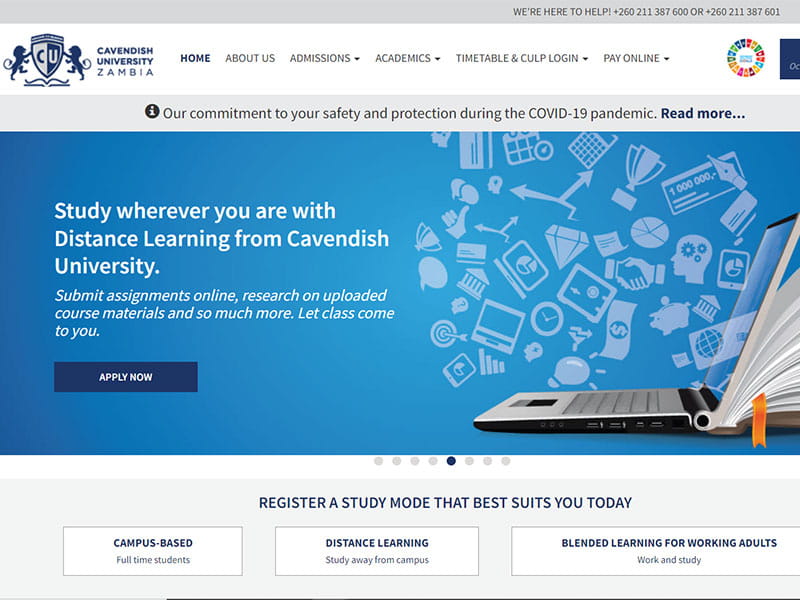 WE'RE HERE TO HELP! +260 211 387 600 OR +260 211 387 601
CU
CAVENDISH
UNIVERSITY
ZAMBIA
HOME ABOUT US ADMISSIONS ACADEMICS TIMETABLE & CULP LOGIN PAY ONLINE
Our commitment to your safety and protection during the COVID-19 pandemic. Read more...
Study wherever you are with
Distance Learning from Cavendish
University.
Submit assignments online, research on uploaded
course materials and so much more. Let class come
to you.
APPLY NOW
1 000 000,-
$
REGISTER A STUDY MODE THAT BEST SUITS YOU TODAY
CAMPUS-BASED
Full time students
DISTANCE LEARNING
Study away from campus
BLENDED LEARNING FOR WORKING ADULTS
Work and study